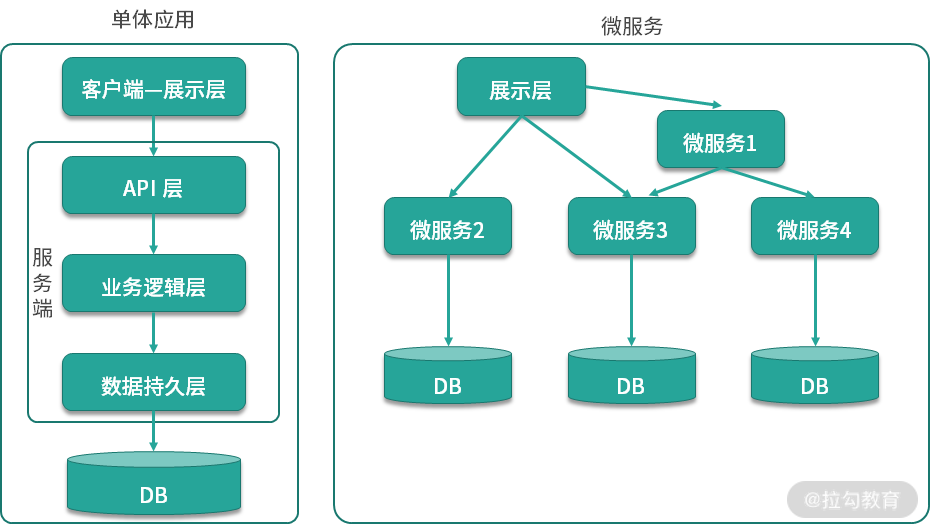 单体应用
客户端—展示层
API 层
业务逻辑层
数据持久层
服务端
DB
微服务
展示层
微服务1
微服务2
微服务3
微服务4
DB
DB
DB
@拉勾教育